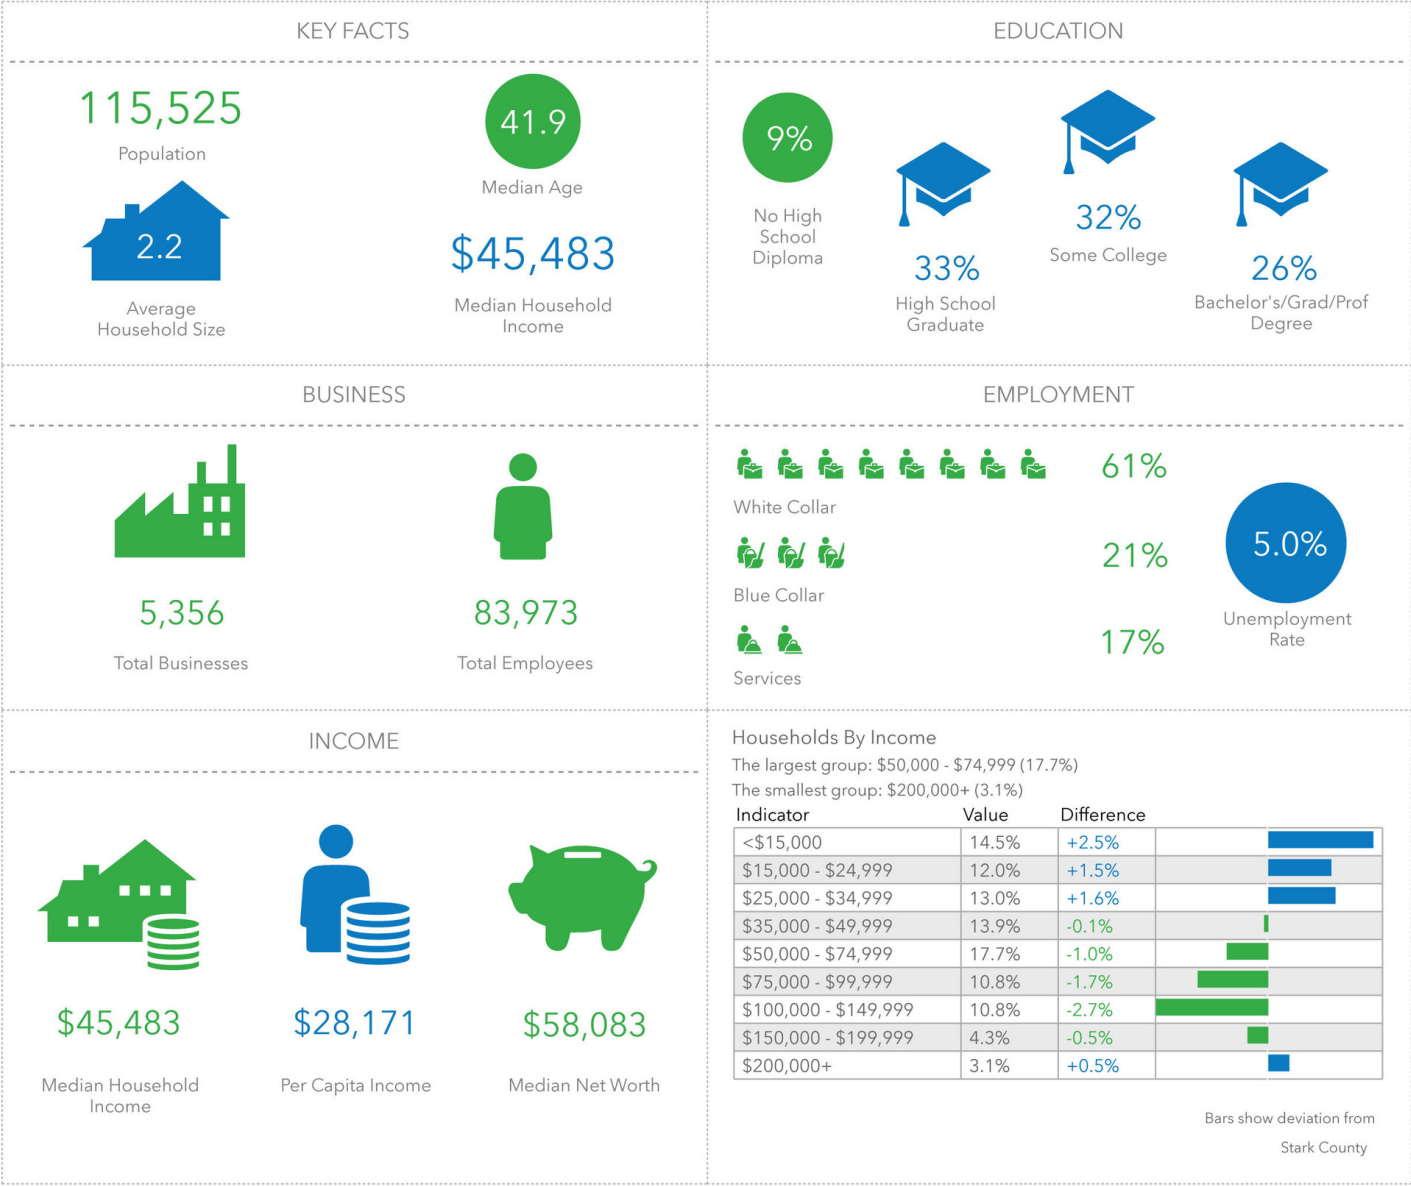 KEY FACTS
115,525
Population
41.9
Median Age
2.2
Average
Household Size
$45,483
Median Household
Income
EDUCATION
9%
No High
School
Diploma
33%
High School
Graduate
32%
Some College
26%
Bachelor's/Grad/Prof
Degree
BUSINESS
5,356
Total Businesses
83,973
Total Employees
EMPLOYMENT
61%
White Collar
21%
Blue Collar
17%
Services
5.0%
Unemployment
Rate
INCOME
$45,483
Median Household
Income
$28,171
Per Capita Income
$58,083
Median Net Worth
Households By Income
The largest group: $50,000 - $74,999 (17.7%)
The smallest group: $200,000+ (3.1%)
Indicator Value Difference
<$15,000 14.5% +2.5%
$15,000 - $24,999 12.0% +1.5%
$25,000 - $34,999 13.0% +1.6%
$35,000 - $49,999 13.9% -0.1%
$50,000 - $74,999 17.7% -1.0%
$75,000 - $99,999 10.8% -1.7%
$100,000 - $149,999 10.8% -2.7%
$150,000 - $199,999 4.3% -0.5%
$200,000+ 3.1% +0.5%
Bars show deviation from
Stark County